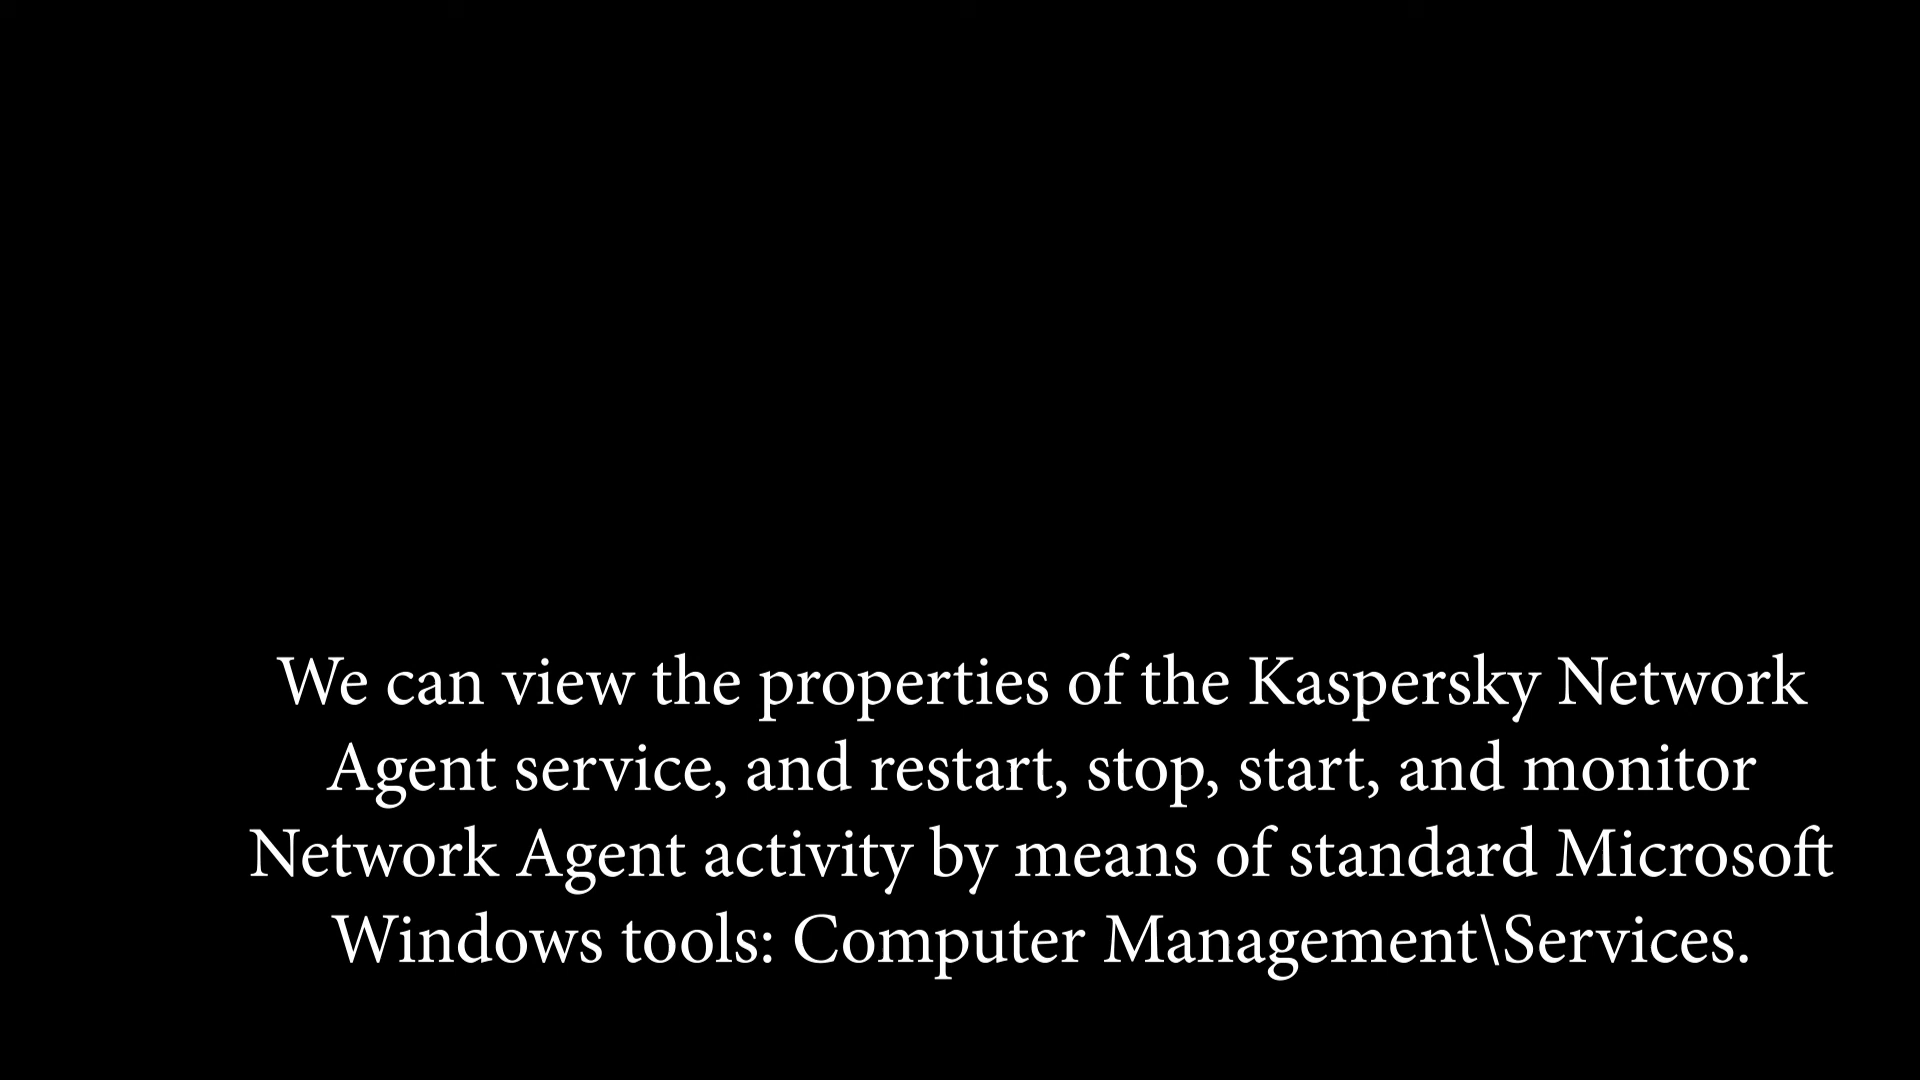 We can view the properties of the Kaspersky Network
Agent service, and restart, stop, start, and monitor
Network Agent activity by means of standard Microsoft
Windows tools: Computer Management\Services.